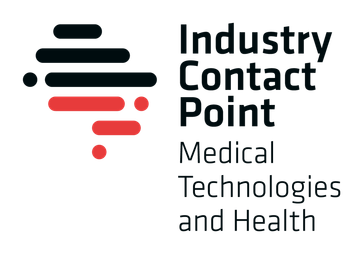 Industry
Contact
Point
Medical
Technologies
and Health